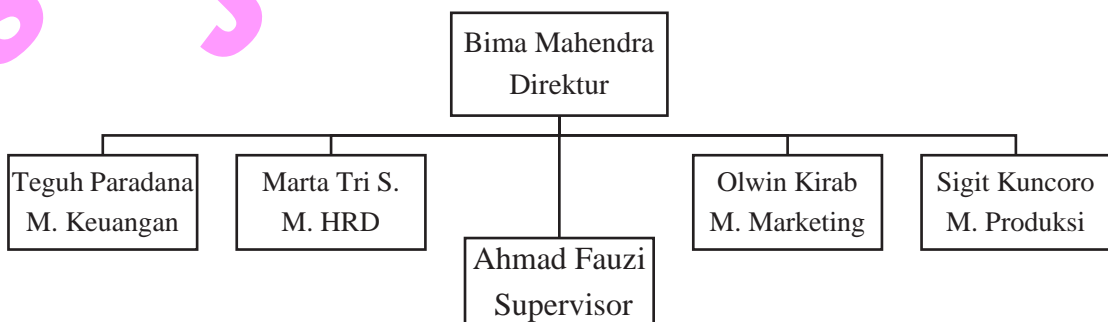 Bima Mahendra
Direktur
Teguh Paradana
M. Keuangan
Marta Tri S.
M. HRD
Olwin Kirab
M. Marketing
Sigit Kuncoro
M. Produksi
Ahmad Fauzi
Supervisor